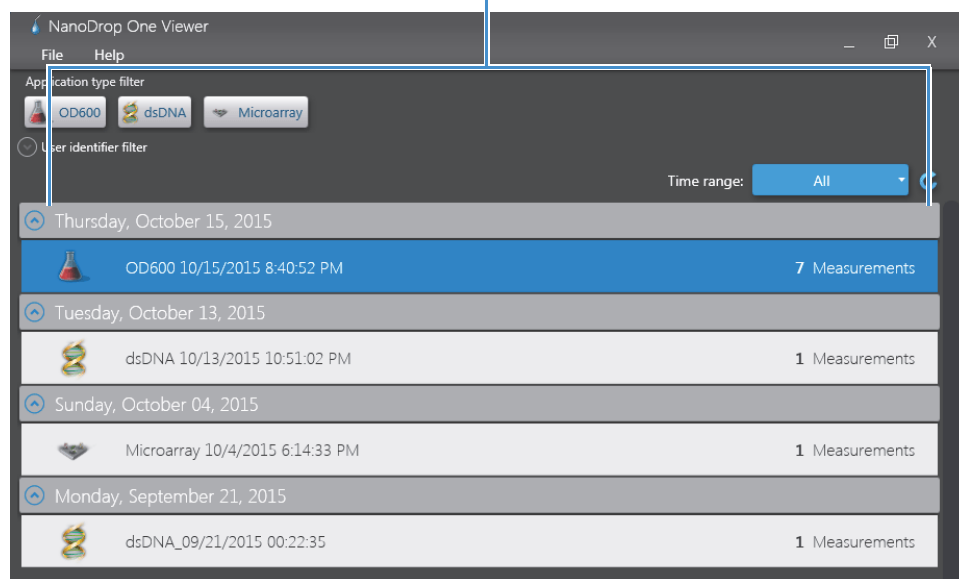 NanoDrop One Viewer
File Help
Application type filter
OD600 dsDNA Microarray
User identifier filter
Time range: All
Thursday, October 15, 2015
OD600 10/15/2015 8:40:52 PM 7 Measurements
Tuesday, October 13, 2015
dsDNA 10/13/2015 10:51:02 PM 1 Measurements
Sunday, October 04, 2015
Microarray 10/4/2015 6:14:33 PM 1 Measurements
Monday, September 21, 2015
dsDNA_09/21/2015 00:22:35 1 Measurements